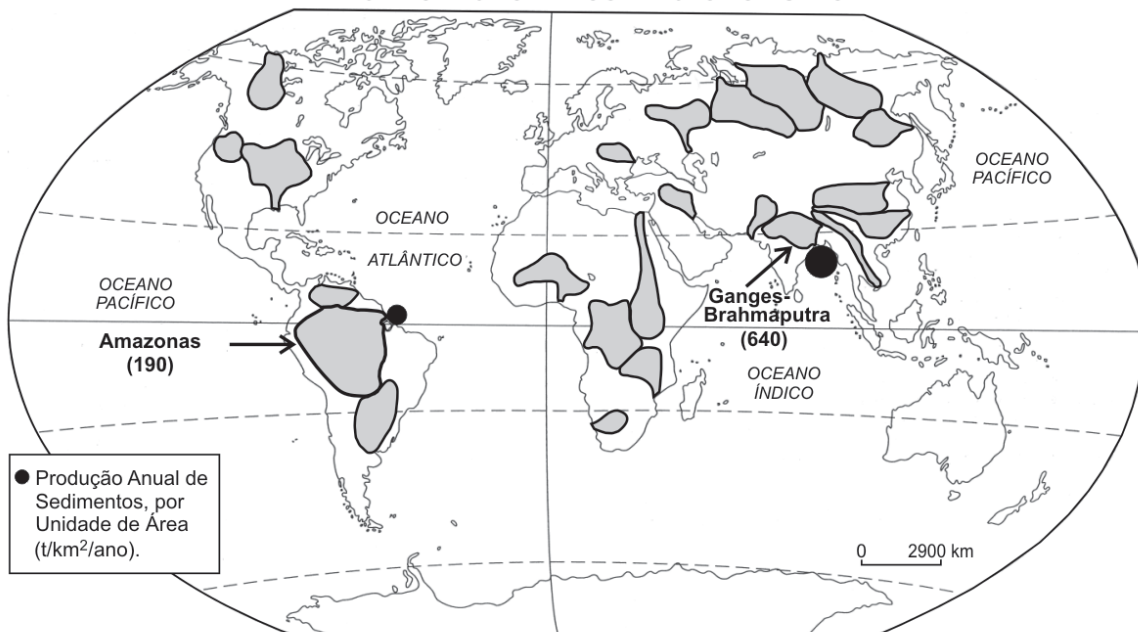 OCEANO
PACÍFICO
OCEANO
ATLÂNTICO
OCEANO
PACÍFICO
Amazonas
(190)
Ganges-
Brahmaputra
(640)
OCEANO
ÍNDICO
Produção Anual de
Sedimentos, por
Unidade de Área
(t/km²/ano).
0 2900 km